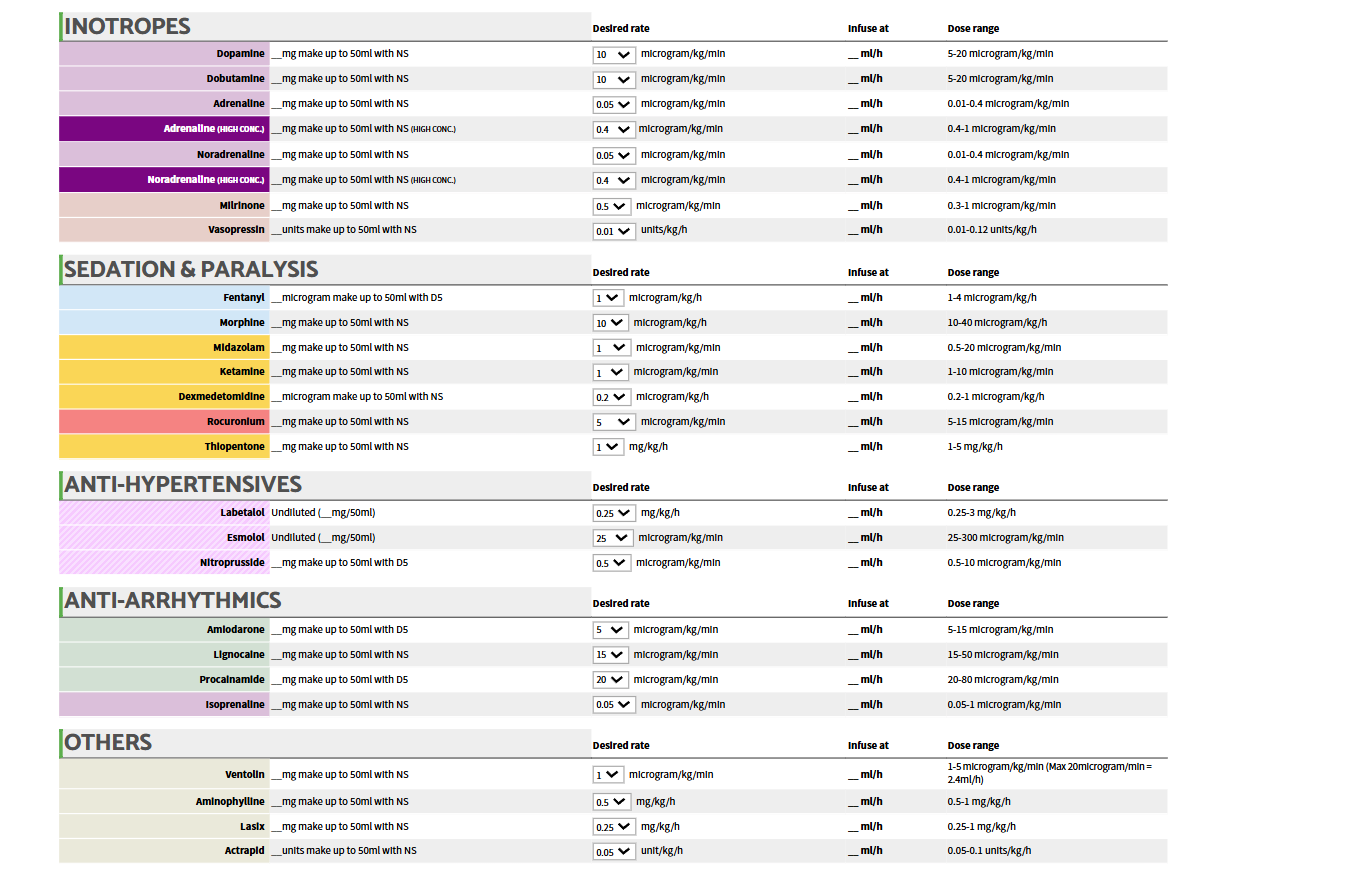 INOTROPES Desired rate Infuse at Dose range
Dopamine __mg make up to 50ml with NS 10 microgram/kg/min __ ml/h 5-20 microgram/kg/min
Dobutamine __mg make up to 50ml with NS 10 microgram/kg/min __ ml/h 5-20 microgram/kg/min
Adrenaline __mg make up to 50ml with NS 0.05 microgram/kg/min __ ml/h 0.01-0.4 microgram/kg/min
Adrenaline (HIGH CONC.) __mg make up to 50ml with NS (HIGH CONC.) 0.4 microgram/kg/min __ ml/h 0.4-1 microgram/kg/min
Noradrenaline __mg make up to 50ml with NS 0.05 microgram/kg/min __ ml/h 0.01-0.4 microgram/kg/min
Noradrenaline (HIGH CONC.) __mg make up to 50ml with NS (HIGH CONC.) 0.4 microgram/kg/min __ ml/h 0.4-1 microgram/kg/min
Milrinone __mg make up to 50ml with NS 0.5 microgram/kg/min __ ml/h 0.3-1 microgram/kg/min
Vasopressin __units make up to 50ml with NS 0.01 units/kg/h __ ml/h 0.01-0.12 units/kg/h
SEDATION & PARALYSIS Desired rate Infuse at Dose range
Fentanyl __microgram make up to 50ml with D5 1 microgram/kg/h __ ml/h 1-4 microgram/kg/h
Morphine __mg make up to 50ml with NS 10 microgram/kg/h __ ml/h 10-40 microgram/kg/h
Midazolam __mg make up to 50ml with NS 1 microgram/kg/min __ ml/h 0.5-20 microgram/kg/min
Ketamine __mg make up to 50ml with NS 1 microgram/kg/min __ ml/h 1-10 microgram/kg/min
Dexmedetomidine __microgram make up to 50ml with NS 0.2 microgram/kg/h __ ml/h 0.2-1 microgram/kg/h
Rocuronium __mg make up to 50ml with NS 5 microgram/kg/min __ ml/h 5-15 microgram/kg/min
Thiopentone __mg make up to 50ml with NS 1 mg/kg/h __ ml/h 1-5 mg/kg/h
ANTI-HYPERTENSIVES Desired rate Infuse at Dose range
Labetalol Undiluted (__mg/50ml) 0.25 mg/kg/h __ ml/h 0.25-3 mg/kg/h
Esmolol Undiluted (__mg/50ml) 25 microgram/kg/min __ ml/h 25-300 microgram/kg/min
Nitroprusside __mg make up to 50ml with D5 0.5 microgram/kg/min __ ml/h 0.5-10 microgram/kg/min
ANTI-ARRHYTHMICS Desired rate Infuse at Dose range
Amiodarone __mg make up to 50ml with D5 5 microgram/kg/min __ ml/h 5-15 microgram/kg/min
Lignocaine __mg make up to 50ml with NS 15 microgram/kg/min __ ml/h 15-50 microgram/kg/min
Procainamide __mg make up to 50ml with D5 20 microgram/kg/min __ ml/h 20-80 microgram/kg/min
Isoprenaline __mg make up to 50ml with NS 0.05 microgram/kg/min __ ml/h 0.05-1 microgram/kg/min
OTHERS Desired rate Infuse at Dose range
Ventolin __mg make up to 50ml with NS 1 microgram/kg/min __ ml/h 1-5 microgram/kg/min (Max 20microgram/min =
2.4ml/h)
Aminophylline __mg make up to 50ml with NS 0.5 mg/kg/h __ ml/h 0.5-1 mg/kg/h
Lasix __mg make up to 50ml with NS 0.25 mg/kg/h __ ml/h 0.25-1 mg/kg/h
Actrapid __units make up to 50ml with NS 0.05 unit/kg/h __ ml/h 0.05-0.1 units/kg/h